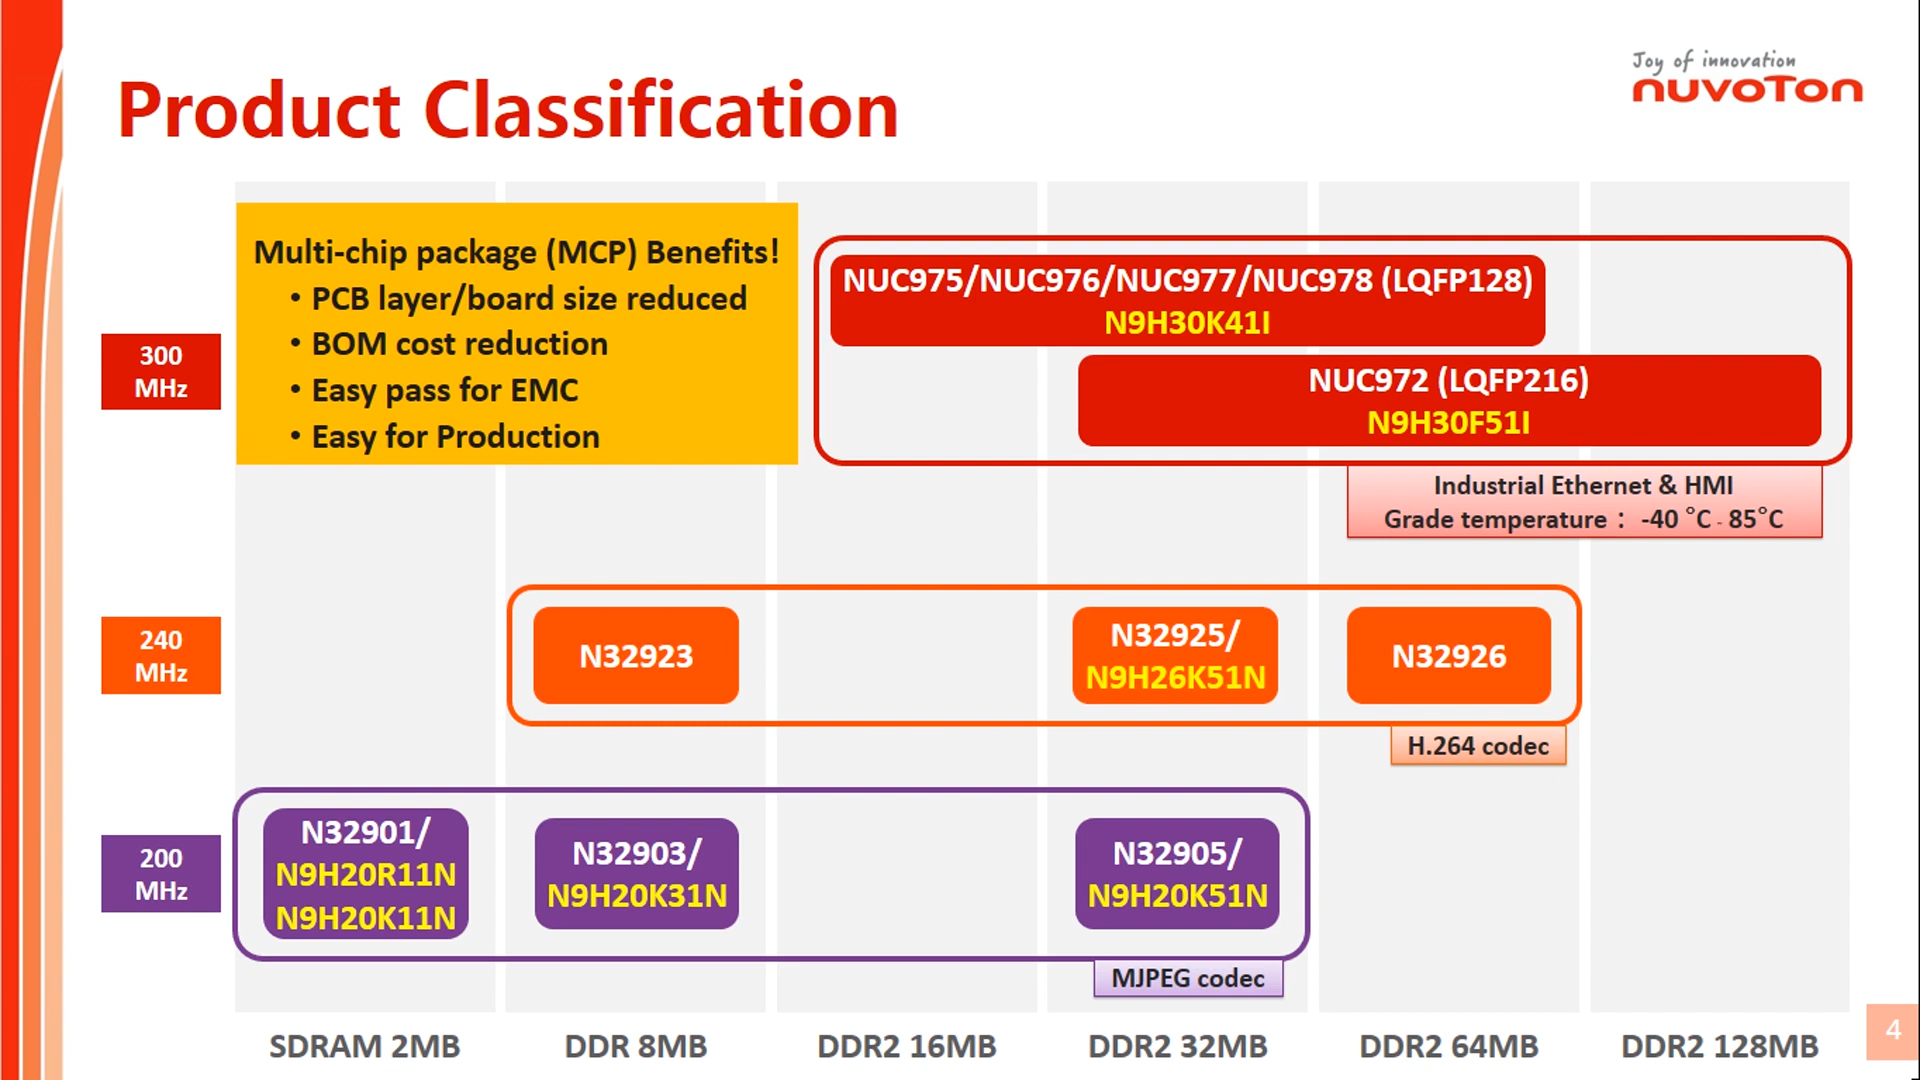 Joy of innovation
nuvoTon
Product Classification
Multi-chip package (MCP) Benefits!
• PCB layer/board size reduced
• BOM cost reduction
• Easy pass for EMC
• Easy for Production
300
MHz
NUC975/NUC976/NUC977/NUC978 (LQFP128)
N9H30K41I
NUC972 (LQFP216)
N9H30F51I
Industrial Ethernet & HMI
Grade temperature : -40 °C - 85°C
240
MHz
N32923
N32925/
N9H26K51N
N32926
H.264 codec
200
MHz
N32901/
N9H20R11N
N9H20K11N
N32903/
N9H20K31N
N32905/
N9H20K51N
MJPEG codec
SDRAM 2MB
DDR 8MB
DDR2 16MB
DDR2 32MB
DDR2 64MB
DDR2 128MB
4